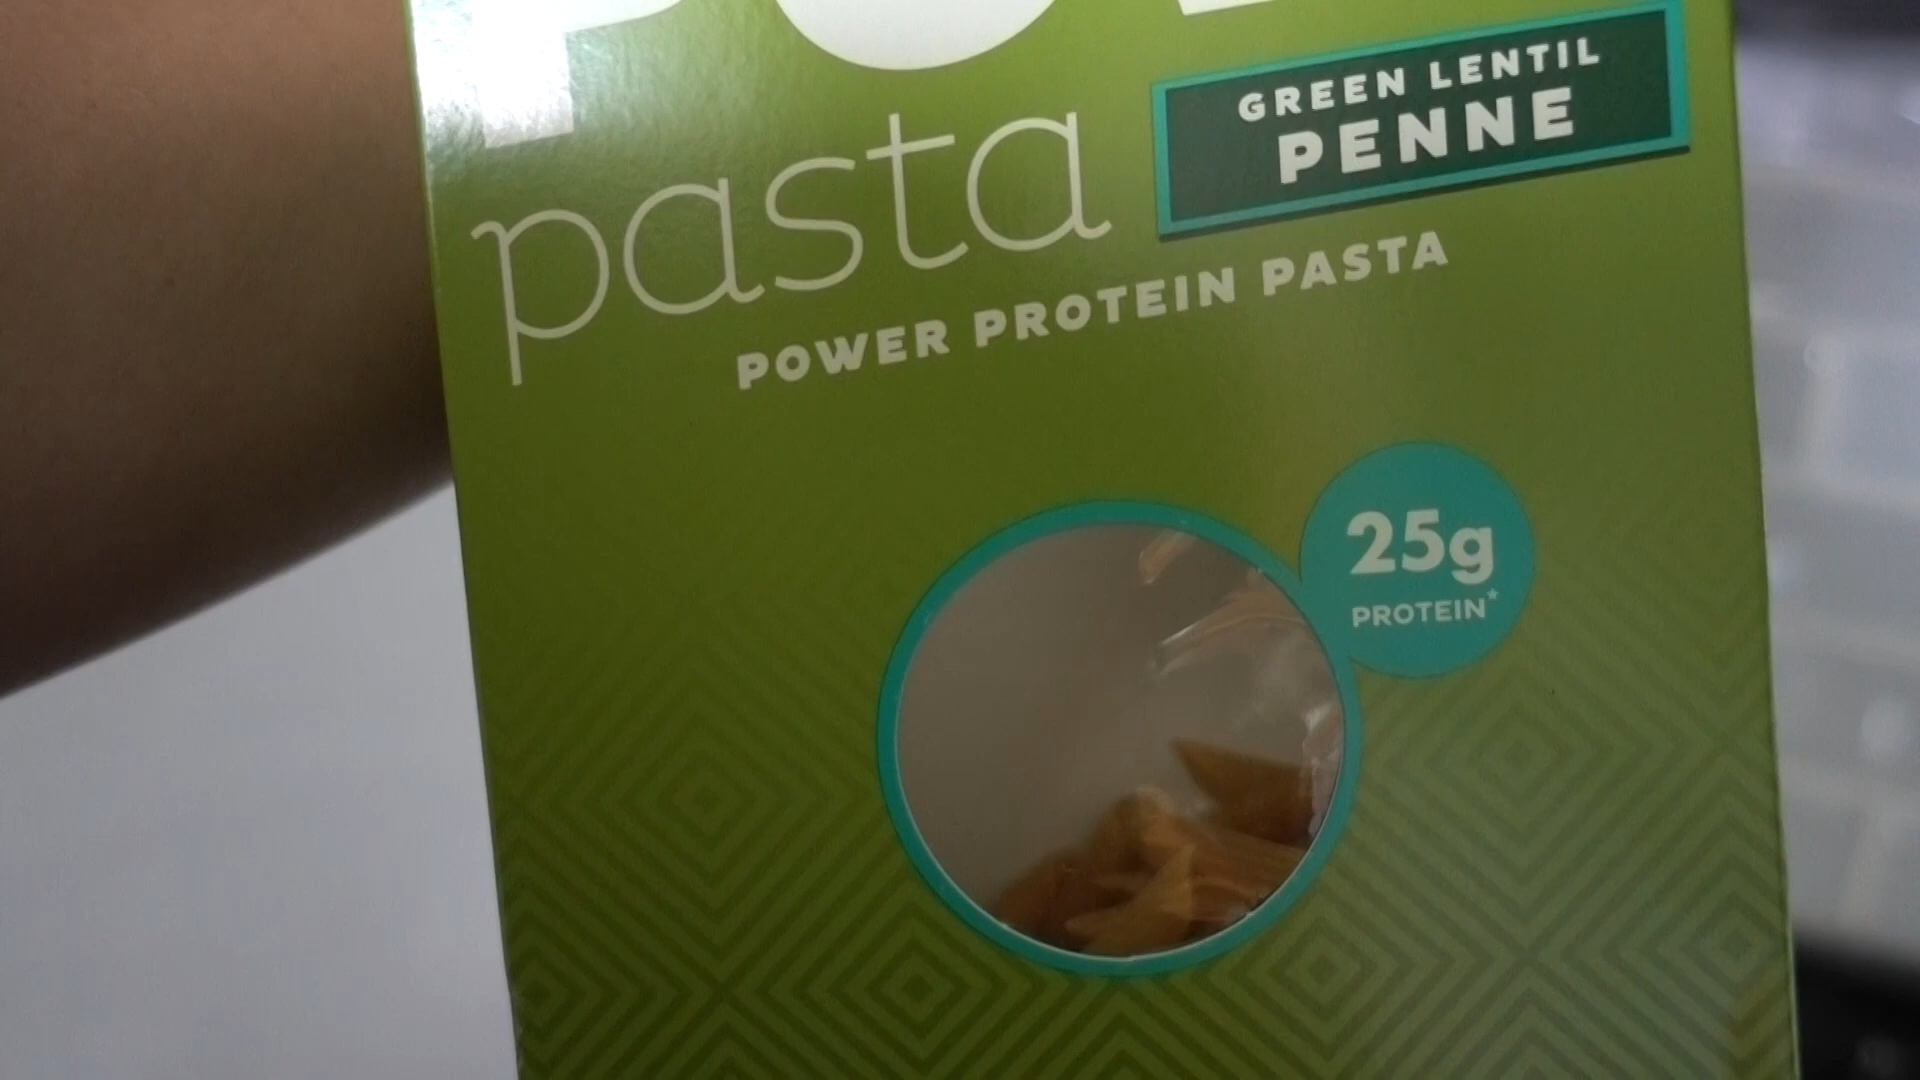 GREEN LENTIL
PENNE
pasta
POWER PROTEIN PASTA
25g
PROTEIN*